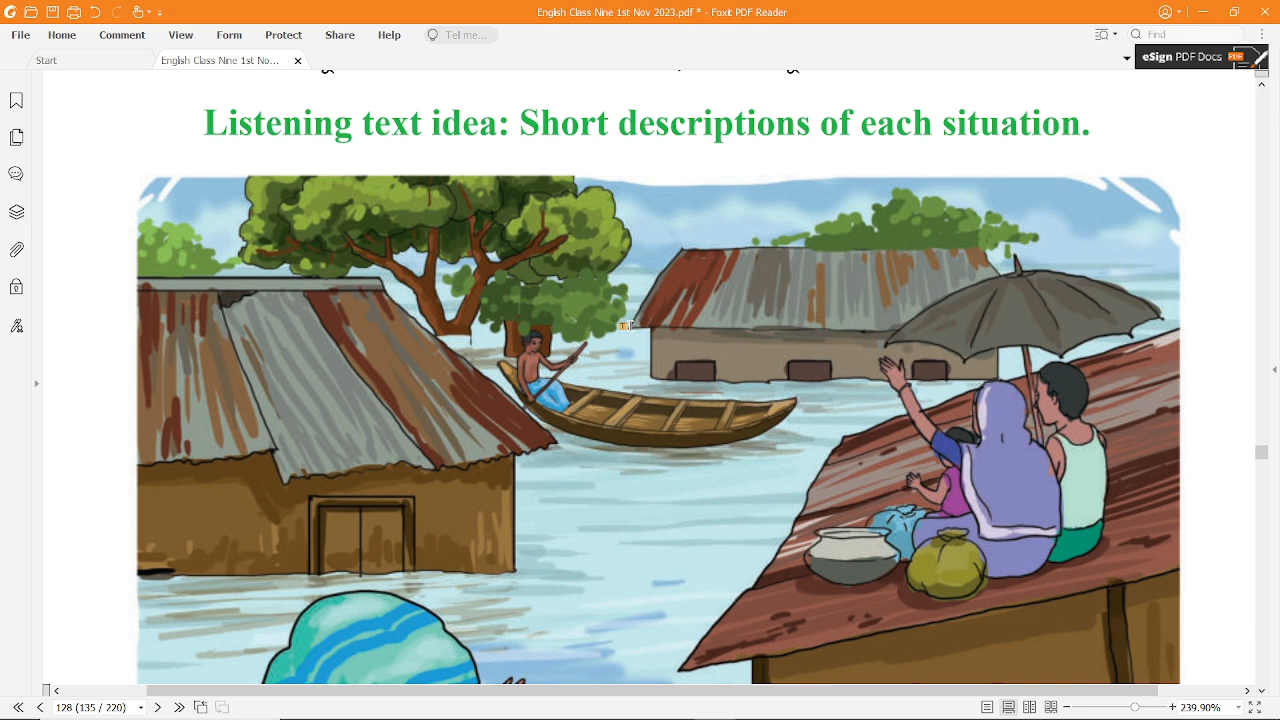 English Class Nine 1st Nov 2023.pdf * - Foxit PDF Reader
File Home Comment View Form Protect Share Help Tell me... Find
Start English Class Nine 1st No... eSign PDF Docs PDF
Listening text idea: Short descriptions of each situation.
128 (135 / 220) 239.90%